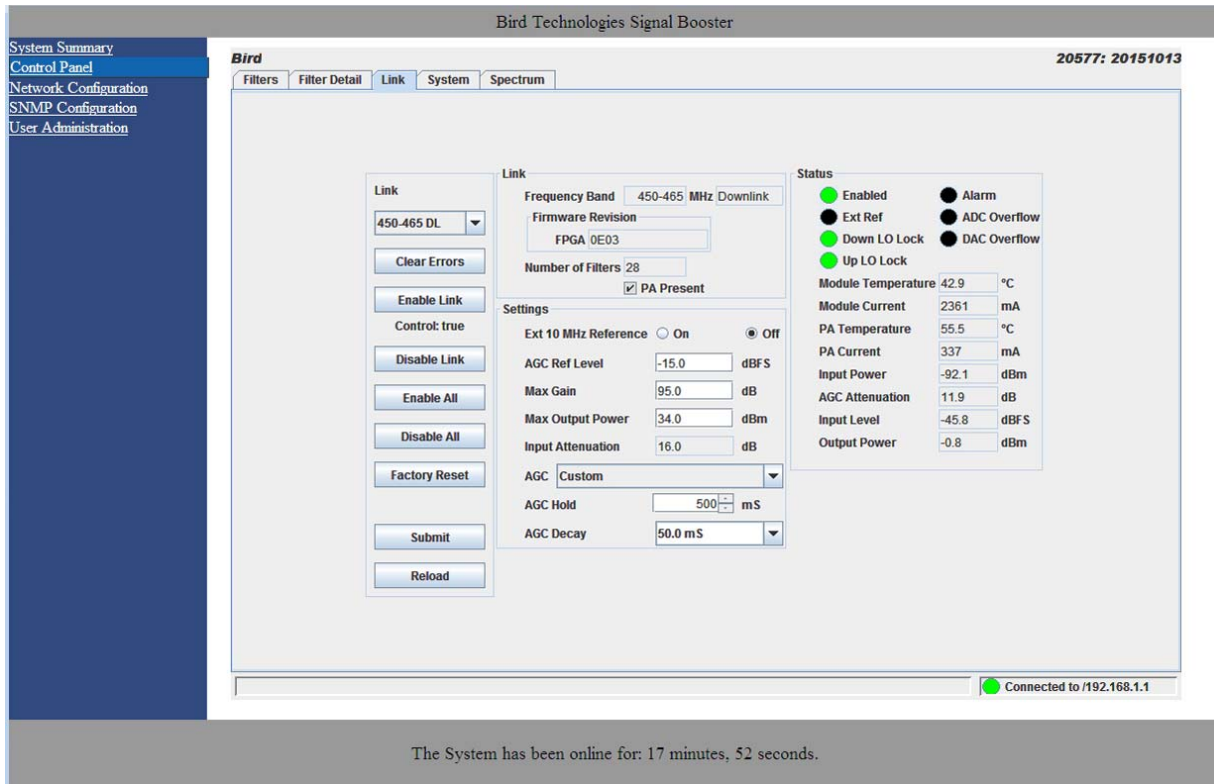 Bird Technologies Signal Booster
System Summary
Control Panel
Network Configuration
SNMP Configuration
User Administration
Bird
20577: 20151013
Filters
Filter Detail
Link
System
Spectrum
Link
450-465 DL
Clear Errors
Enable Link
Control: true
Disable Link
Enable All
Disable All
Factory Reset
Submit
Reload
Link
Frequency Band 450-465 MHz Downlink
Firmware Revision
FPGA 0E03
Number of Filters 28
PA Present
Settings
Ext 10 MHz Reference On Off
AGC Ref Level -15.0 dBFS
Max Gain 95.0 dB
Max Output Power 34.0 dBm
Input Attenuation 16.0 dB
AGC Custom
AGC Hold 500 mS
AGC Decay 50.0 mS
Status
Enabled Alarm
Ext Ref ADC Overflow
Down LO Lock DAC Overflow
Up LO Lock
Module Temperature 42.9 ºC
Module Current 2361 mA
PA Temperature 55.5 ºC
PA Current 337 mA
Input Power -92.1 dBm
AGC Attenuation 11.9 dB
Input Level -45.8 dBFS
Output Power -0.8 dBm
Connected to /192.168.1.1
The System has been online for: 17 minutes, 52 seconds.